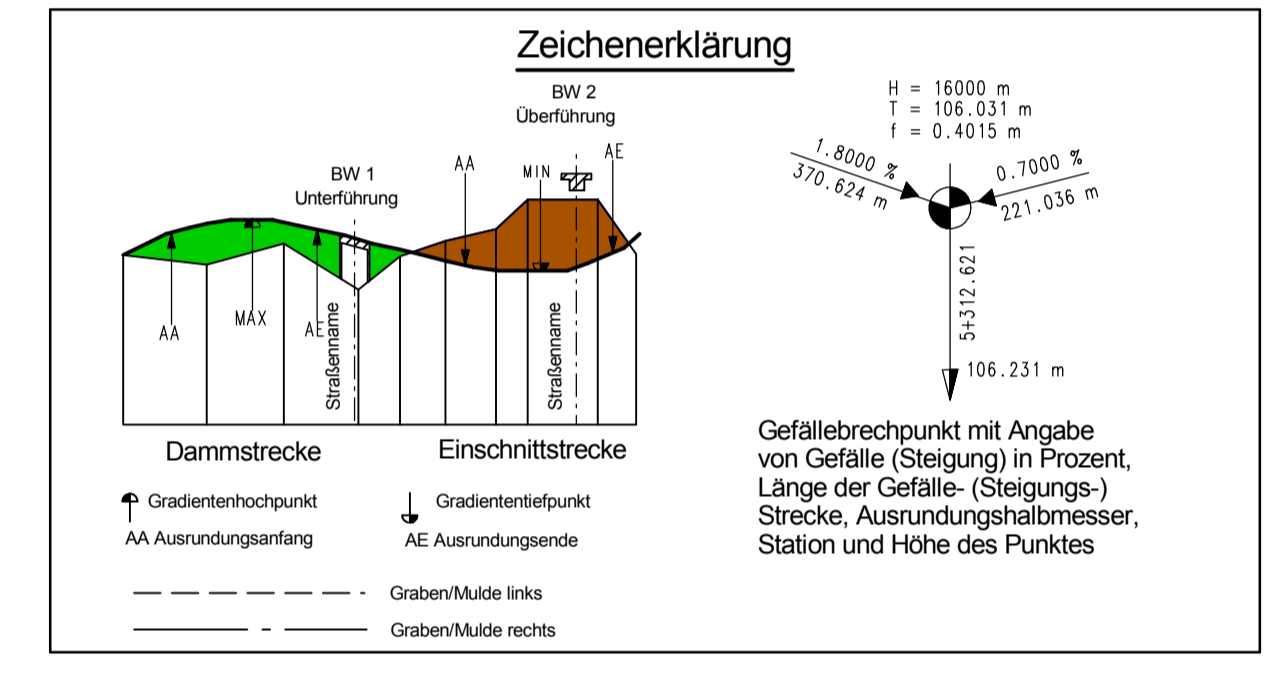 Zeichenerklärung
BW 2
Überführung
BW 1
Unterführung
AA
MIN
AE
AA
MAX
AE
Straßenname
Straßenname
Dammstrecke
Einschnittstrecke
Gradientenhochpunkt
Gradiententiefpunkt
AA Ausrundungsanfang
AE Ausrundungsende
Graben/Mulde links
Graben/Mulde rechts
H = 16000 m
T = 106.031 m
f = 0.4015 m
1.8000 %
370.624 m
0.7000 %
221.036 m
5+312.621
106.231 m
Gefällebrechpunkt mit Angabe
von Gefälle (Steigung) in Prozent,
Länge der Gefälle- (Steigungs-)
Strecke, Ausrundungshalbmesser,
Station und Höhe des Punktes